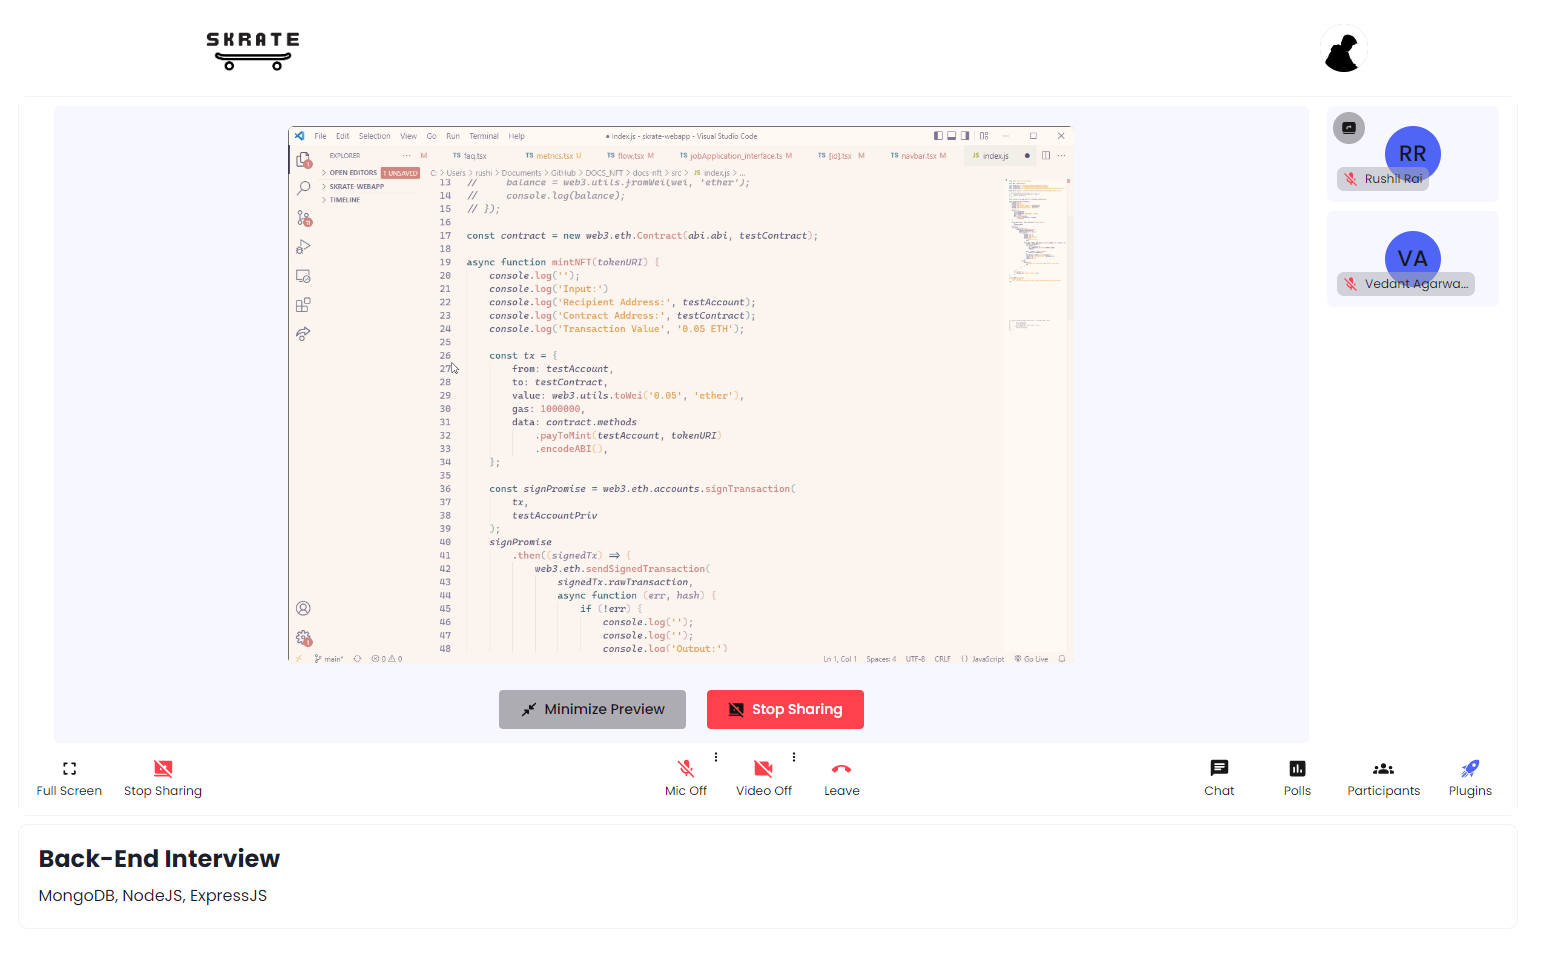 SKRATE
File Edit Selection View Go Run Terminal Help
● index.js - skrate-webapp - Visual Studio Code
EXPLORER ··· M
TS faq.tsx
TS metrics.tsx U
TS flow.tsx M
TS jobApplication_interface.ts M
TS [id].tsx M
TS navbar.tsx M
JS index.js ●
OPEN EDITORS 1 UNSAVED
SKRATE-WEBAPP
TIMELINE
C: > Users > rushi > Documents > GitHub > DOCS_NFT > docs-nft > src > JS index.js > ...
13 //     balance = web3.utils.fromWei(wei, 'ether');
14 //     console.log(balance);
15 // });
16
17 const contract = new web3.eth.Contract(abi.abi, testContract);
18
19 async function mintNFT(tokenURI) {
20     console.log('');
21     console.log('Input:')
22     console.log('Recipient Address:', testAccount);
23     console.log('Contract Address:', testContract);
24     console.log('Transaction Value', '0.05 ETH');
25
26     const tx = {
27         from: testAccount,
28         to: testContract,
29         value: web3.utils.toWei('0.05', 'ether'),
30         gas: 1000000,
31         data: contract.methods
32             .payToMint(testAccount, tokenURI)
33             .encodeABI(),
34     };
35
36     const signPromise = web3.eth.accounts.signTransaction(
37         tx,
38         testAccountPriv
39     );
40     signPromise
41         .then((signedTx) => {
42             web3.eth.sendSignedTransaction(
43                 signedTx.rawTransaction,
44                 async function (err, hash) {
45                     if (!err) {
46                         console.log('');
47                         console.log('');
48                         console.log('Output:')
main* 0 0
Ln 1, Col 1 Spaces: 4 UTF-8 CRLF {} JavaScript Go Live
RR
Rushil Rai
VA
Vedant Agarwa...
Minimize Preview
Stop Sharing
Full Screen
Stop Sharing
Mic Off
Video Off
Leave
Chat
Polls
Participants
Plugins
Back-End Interview
MongoDB, NodeJS, ExpressJS